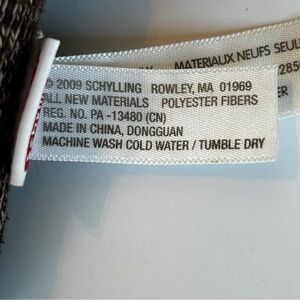 MATERIAUX NEUFS SEUL
© 2009 SCHYLLING ROWLEY, MA 01969
ALL NEW MATERIALS POLYESTER FIBERS
REG. NO. PA -13480 (CN)
MADE IN CHINA, DONGGUAN
MACHINE WASH COLD WATER / TUMBLE DRY